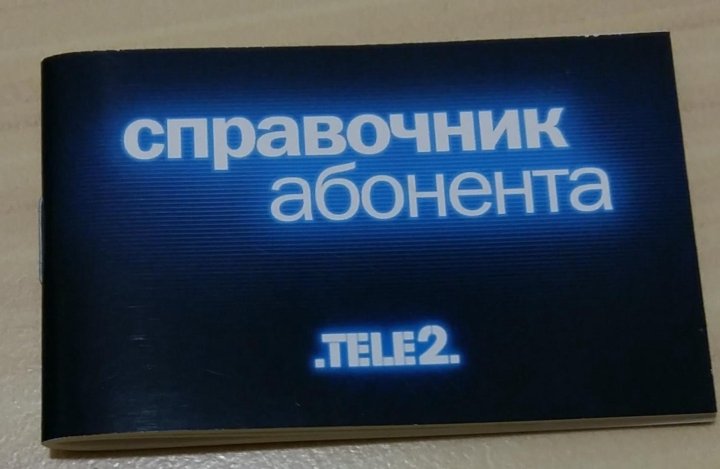 справочник
абонента
.TELE2.